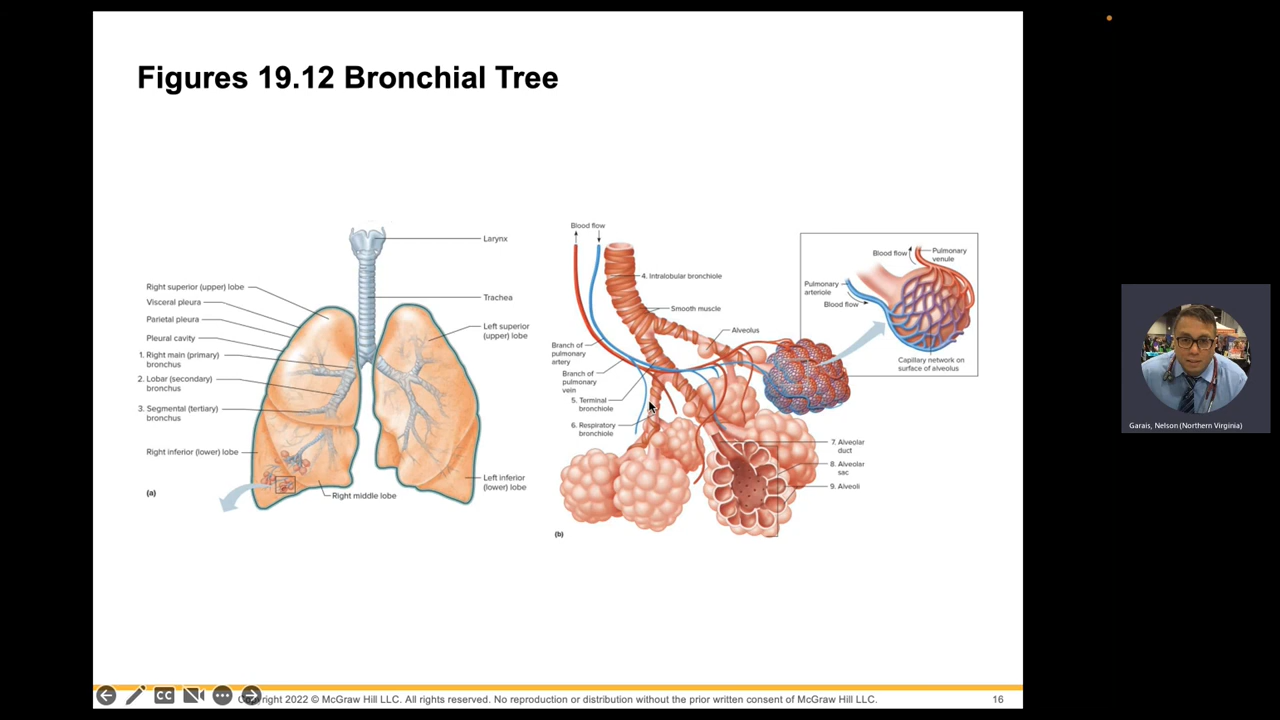 Figures 19.12 Bronchial Tree
Larynx
Trachea
Right superior (upper) lobe
Visceral pleura
Parietal pleura
Pleural cavity
1. Right main (primary)
bronchus
2. Lobar (secondary)
bronchus
3. Segmental (tertiary)
bronchus
Right inferior (lower) lobe
(a)
Left superior
(upper) lobe
Left inferior
(lower) lobe
Right middle lobe
Blood flow
4. Intralobular bronchiole
Smooth muscle
Alveolus
Branch of
pulmonary
artery
Branch of
pulmonary
vein
5. Terminal
bronchiole
6. Respiratory
bronchiole
7. Alveolar
duct
8. Alveolar
sac
9. Alveoli
(b)
Blood flow
Pulmonary
venule
Pulmonary
arteriole
Blood flow
Capillary network on
surface of alveolus
Garais, Nelson (Northern Virginia)
CC
right 2022 © McGraw Hill LLC. All rights reserved. No reproduction or distribution without the prior written consent of McGraw Hill LLC.
16